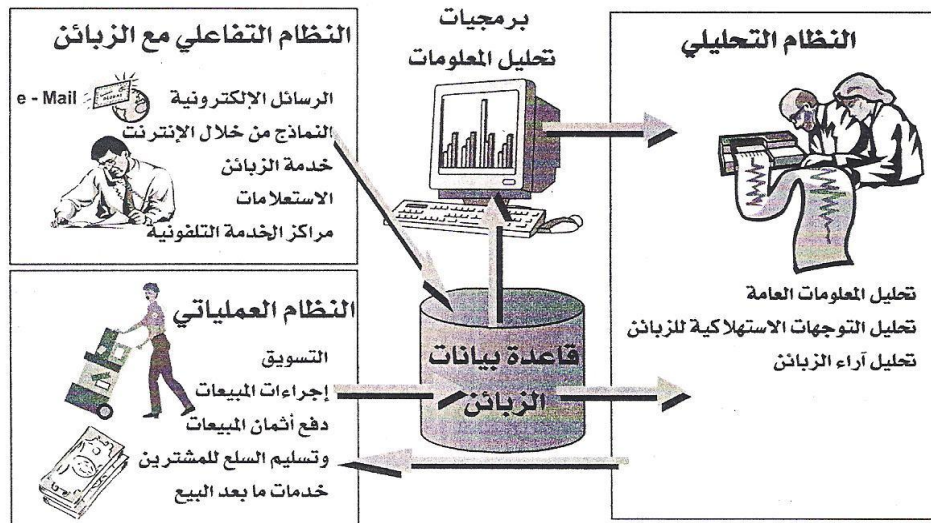 النظام التفاعلي مع الزبائن
e - Mail
الرسائل الإلكترونية
النماذج من خلال الإنترنت
خدمة الزبائن
الاستعلامات
مراكز الخدمة التلفونية
برمجيات
تحليل المعلومات
النظام التحليلي
تحليل المعلومات العامة
تحليل التوجهات الاستهلاكية للزبائن
تحليل آراء الزبائن
النظام العملياتي
التسويق
إجراءات المبيعات
دفع أثمان المبيعات
وتسليم السلع للمشترين
خدمات ما بعد البيع
قاعدة بيانات
الزبائن